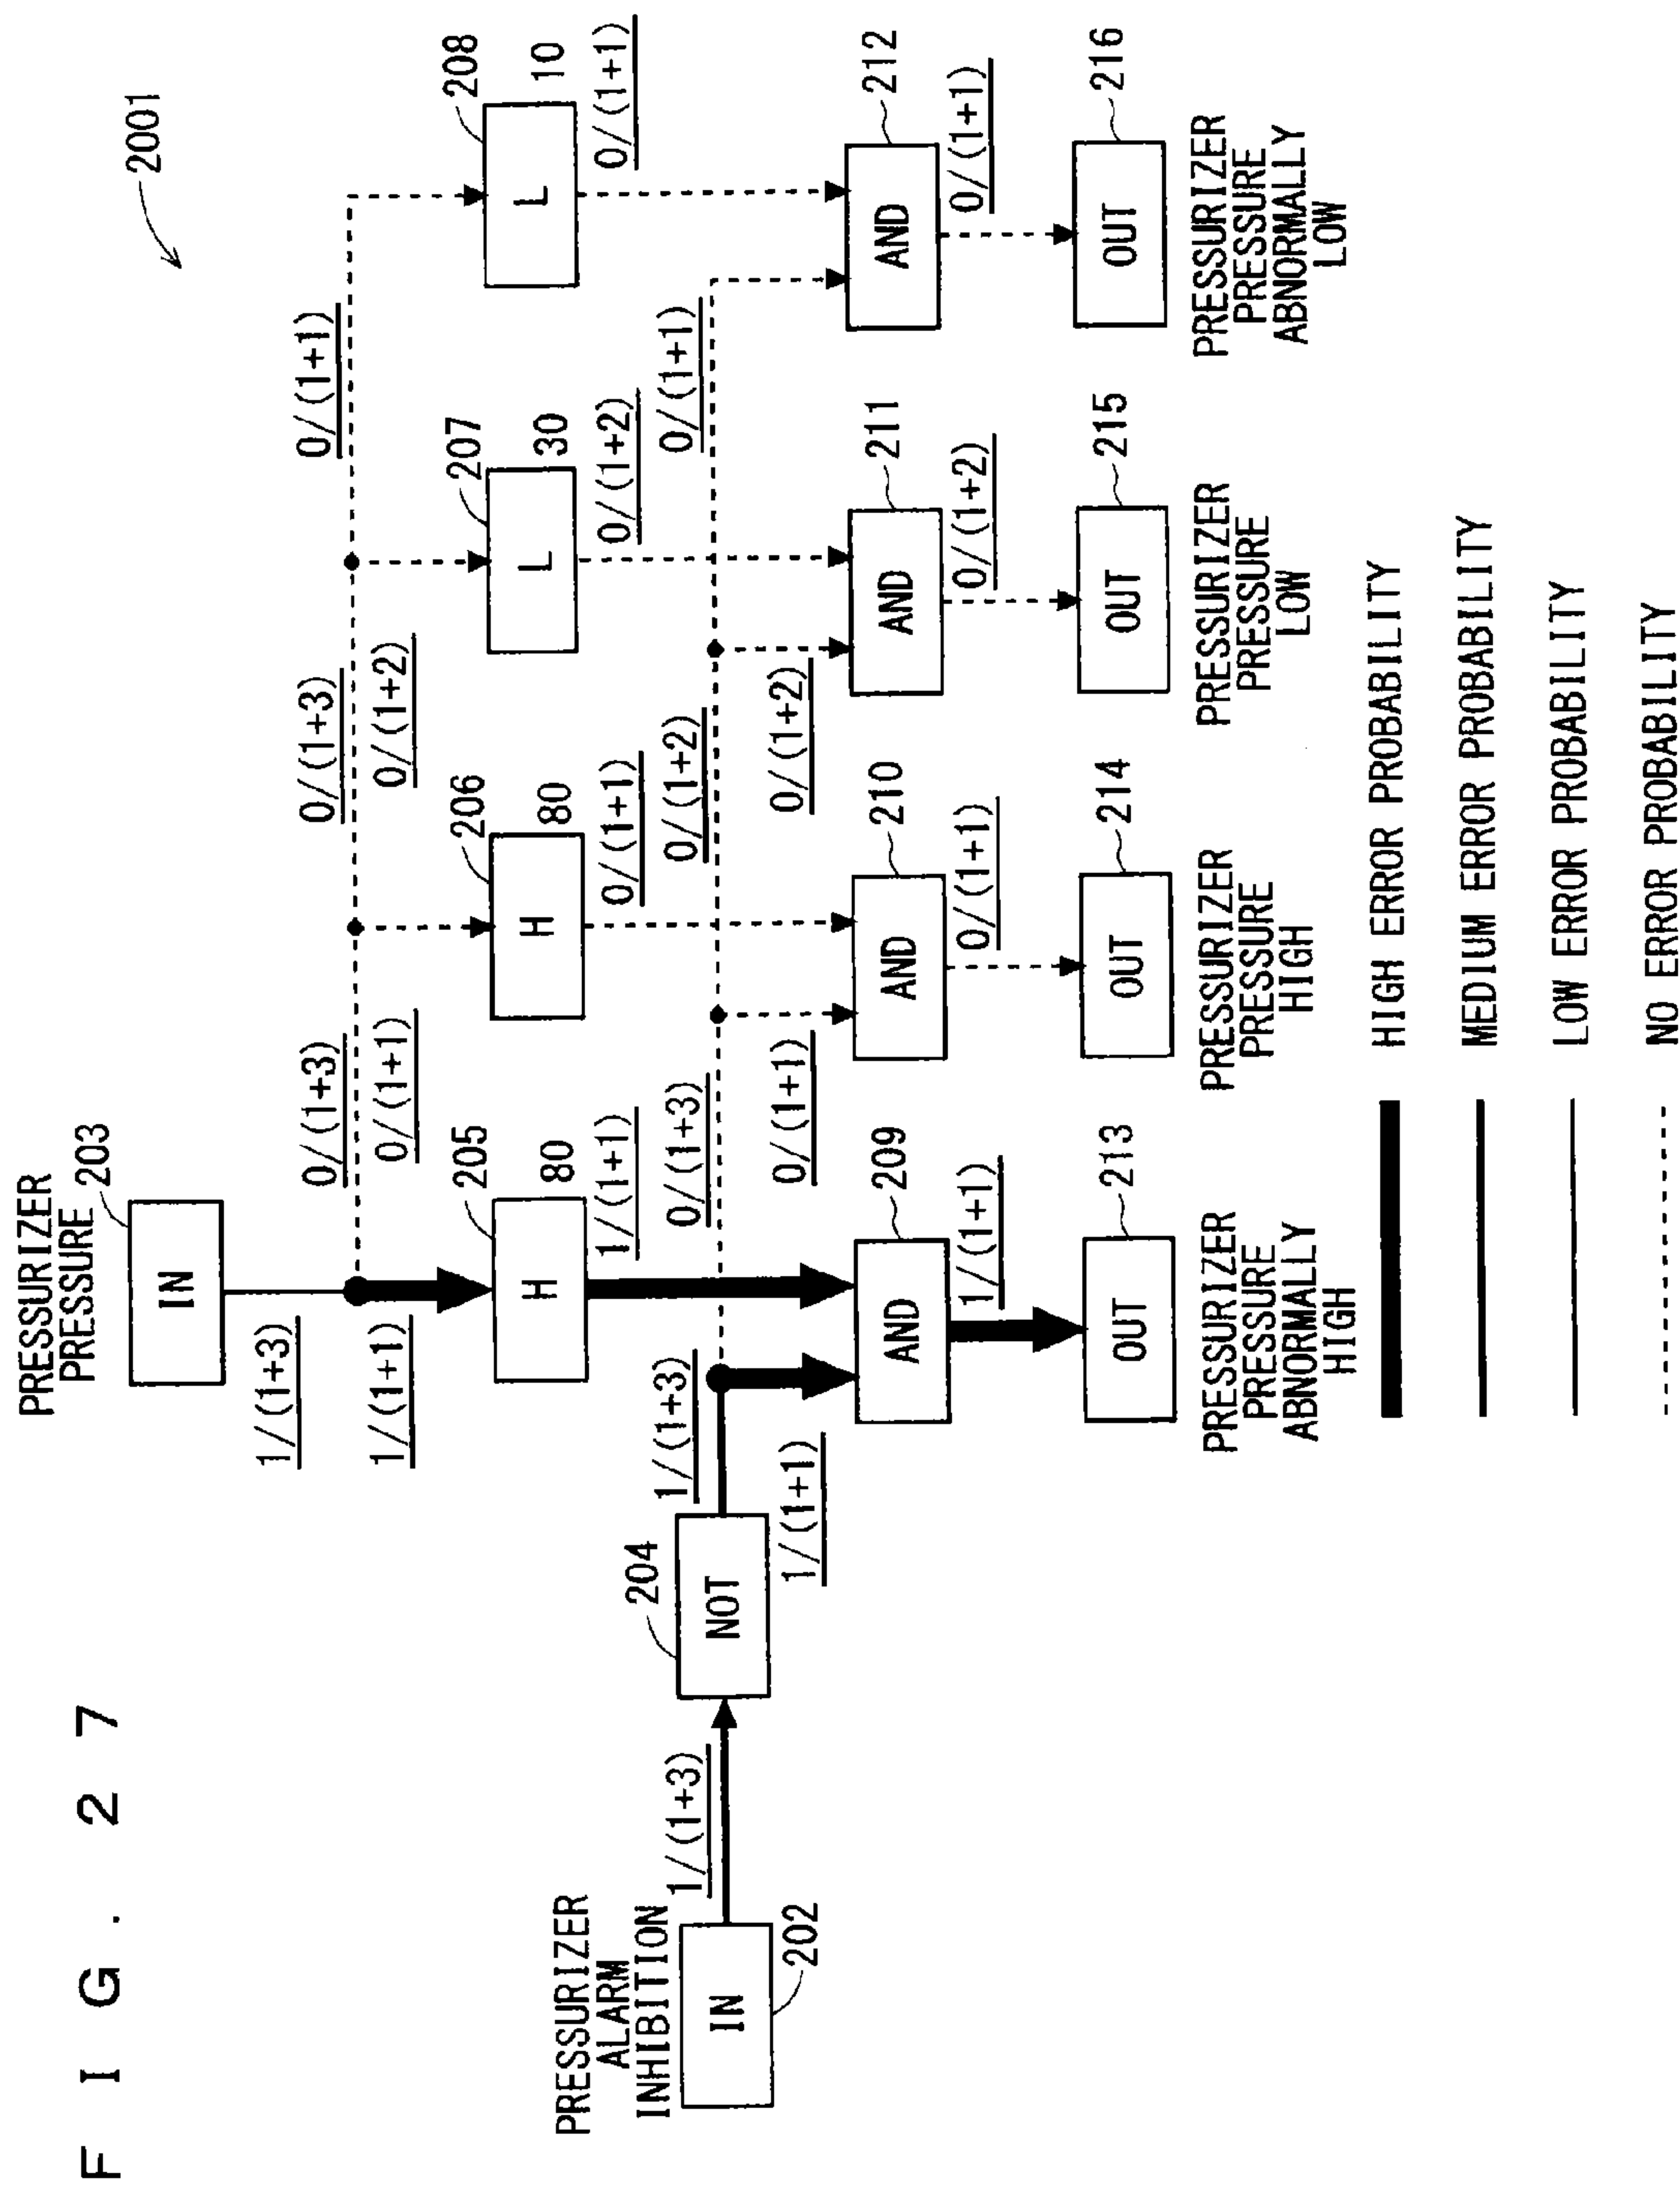 FIG. 27
2001
PRESSURIZER
PRESSURE
203
IN
1/(1+3)
1/(1+1)
0/(1+3)
0/(1+1)
0/(1+3)
0/(1+2)
0/(1+1)
205
H
80
1/(1+1)
206
H
80
0/(1+1)
207
L
30
0/(1+2)
208
L
10
0/(1+1)
PRESSURIZER
ALARM
INHIBITION
IN
202
1/(1+3)
204
NOT
1/(1+3)
1/(1+1)
0/(1+3)
0/(1+1)
0/(1+2)
0/(1+2)
0/(1+1)
209
AND
1/(1+1)
210
AND
0/(1+1)
211
AND
0/(1+2)
212
AND
0/(1+1)
213
OUT
214
OUT
215
OUT
216
OUT
PRESSURIZER
PRESSURE
ABNORMALLY
HIGH
PRESSURIZER
PRESSURE
HIGH
PRESSURIZER
PRESSURE
LOW
PRESSURIZER
PRESSURE
ABNORMALLY
LOW
HIGH ERROR PROBABILITY
MEDIUM ERROR PROBABILITY
LOW ERROR PROBABILITY
NO ERROR PROBABILITY